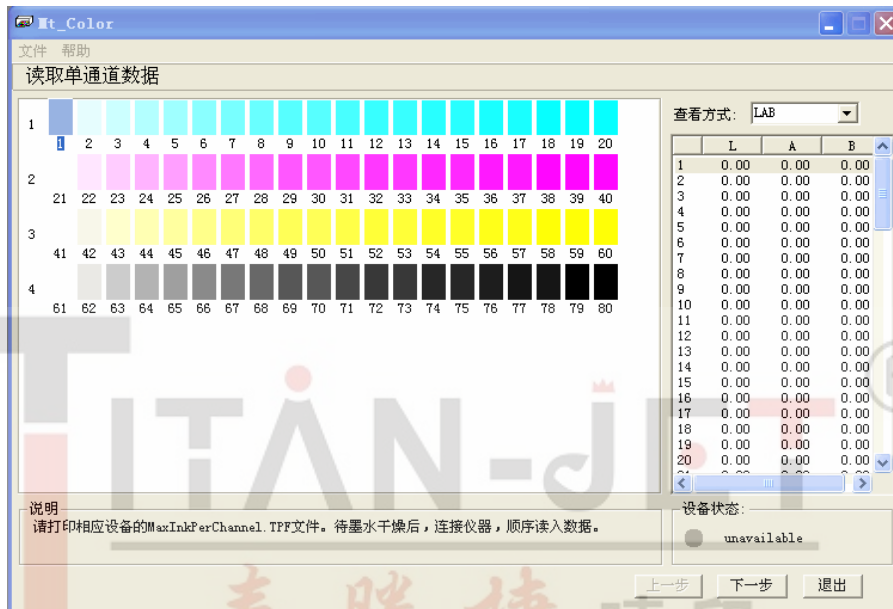 Mt_Color
文件 帮助
读取单通道数据
1
1 2 3 4 5 6 7 8 9 10 11 12 13 14 15 16 17 18 19 20
2
21 22 23 24 25 26 27 28 29 30 31 32 33 34 35 36 37 38 39 40
3
41 42 43 44 45 46 47 48 49 50 51 52 53 54 55 56 57 58 59 60
4
61 62 63 64 65 66 67 68 69 70 71 72 73 74 75 76 77 78 79 80
查看方式: LAB
L A B
1 0.00 0.00 0.00
2 0.00 0.00 0.00
3 0.00 0.00 0.00
4 0.00 0.00 0.00
5 0.00 0.00 0.00
6 0.00 0.00 0.00
7 0.00 0.00 0.00
8 0.00 0.00 0.00
9 0.00 0.00 0.00
10 0.00 0.00 0.00
11 0.00 0.00 0.00
12 0.00 0.00 0.00
13 0.00 0.00 0.00
14 0.00 0.00 0.00
15 0.00 0.00 0.00
16 0.00 0.00 0.00
17 0.00 0.00 0.00
18 0.00 0.00 0.00
19 0.00 0.00 0.00
20 0.00 0.00 0.00
TITAN-JET
®
说明
请打印相应设备的MaxInkPerChannel.TPF文件。待墨水干燥后，连接仪器，顺序读入数据。
设备状态:
unavailable
上一步 下一步 退出